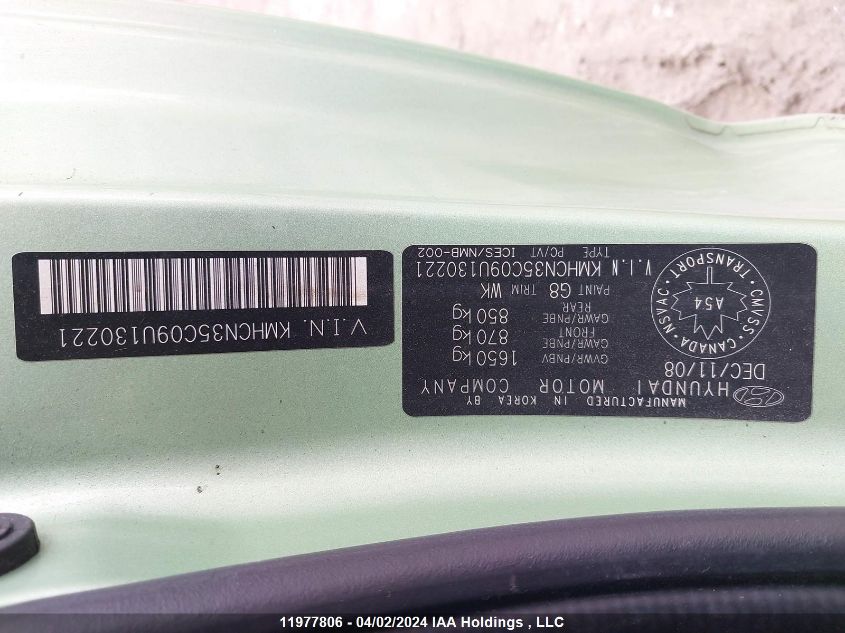 MANUFACTURED IN KOREA BY
HYUNDAI MOTOR COMPANY
DEC/11/08
GVWR/PNBV
1650 kg
GAWR/PNBE
FRONT
870 kg
GAWR/PNBE
REAR
850 kg
PAINT G8 TRIM WK
V.I.N KMHCN35C09U130221
TYPE PC/VT ICES/NMB-002
TRANSPORT
CMVSS • CANADA • NSVAC
A54
V.I.N. KMHCN35C09U130221
11977806 - 04/02/2024 IAA Holdings , LLC